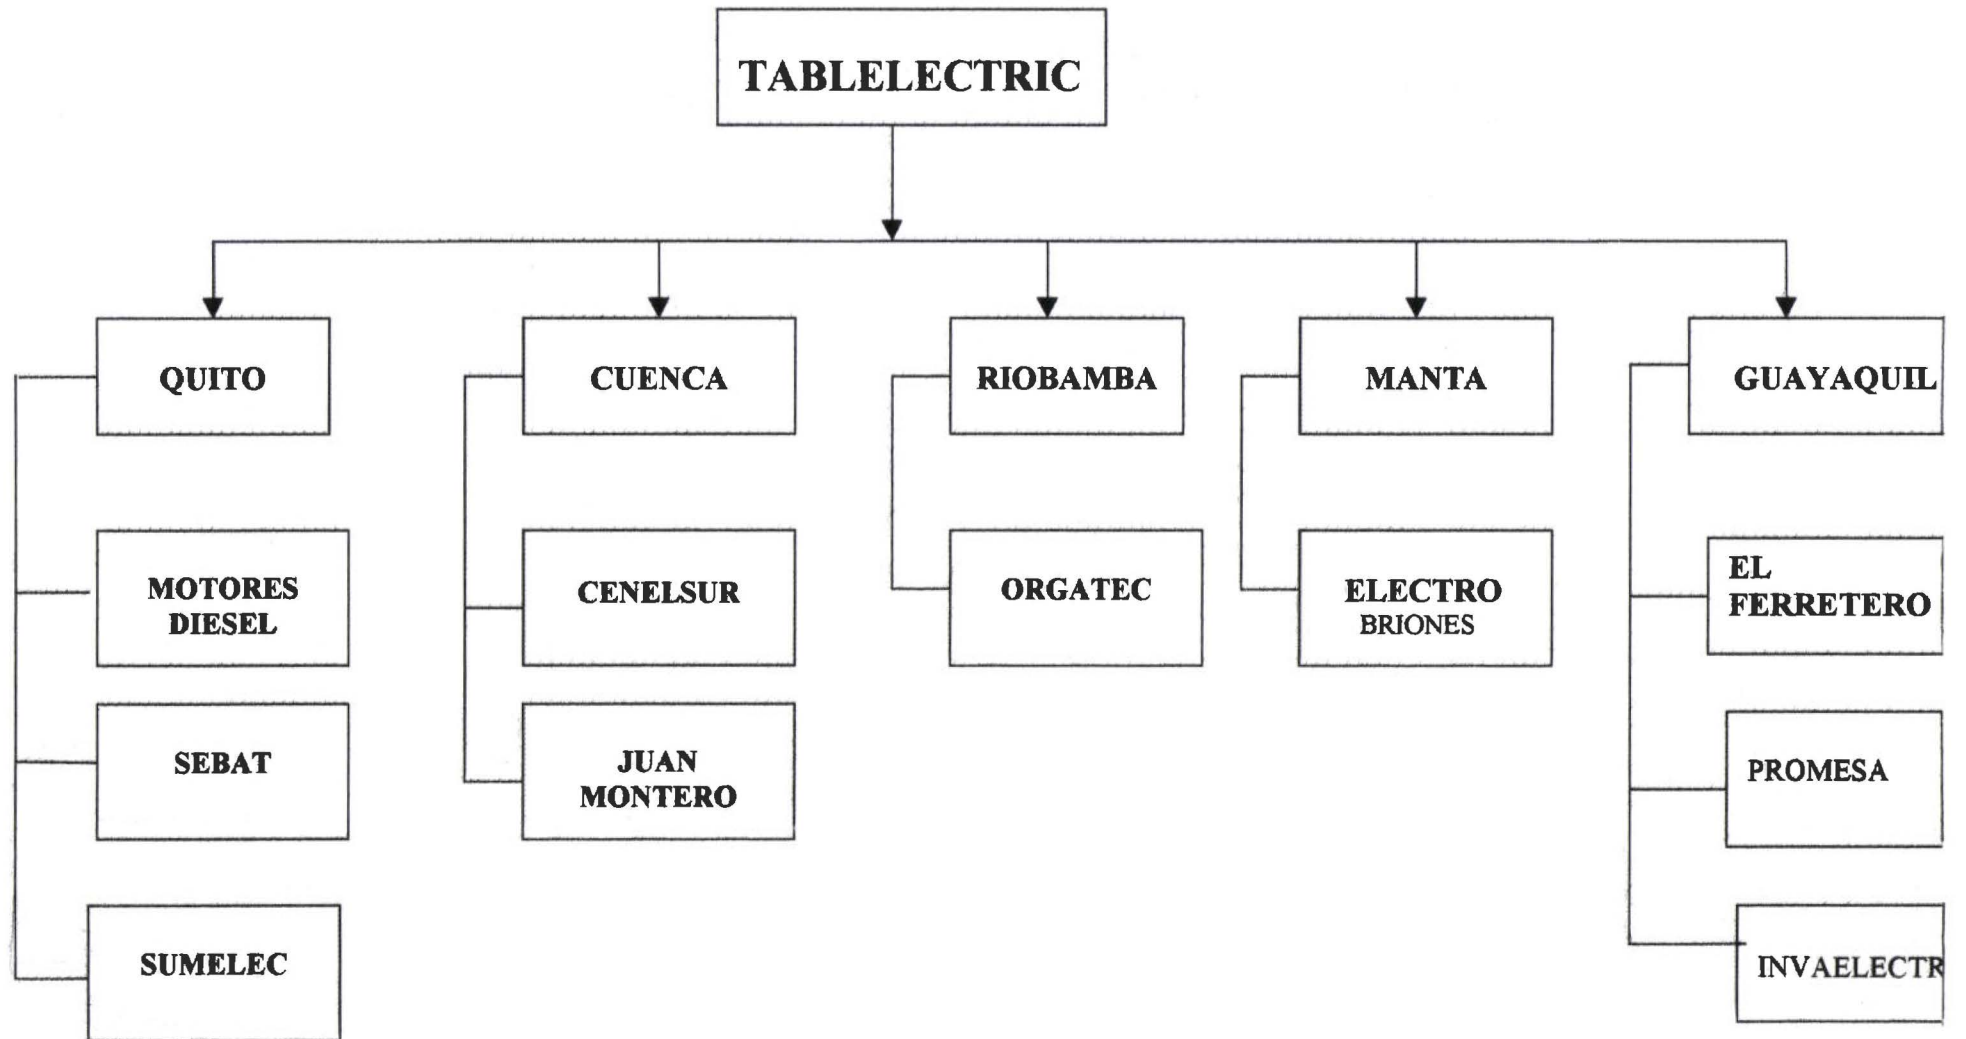 TABLELECTRIC
QUITO
CUENCA
RIOBAMBA
MANTA
GUAYAQUIL
MOTORES
DIESEL
CENELSUR
ORGATEC
ELECTRO
BRIONES
EL
FERRETERO
SEBAT
JUAN
MONTERO
PROMESA
SUMELEC
INVAELECTR